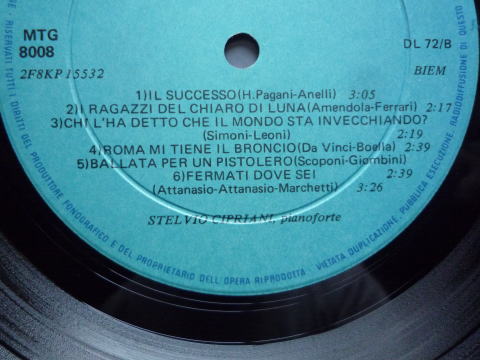 MTG
8008
DL 72/B
2F8KP 15532
BIEM
1)IL SUCCESSO(H.Pagani-Anelli) 3:05
2)I RAGAZZI DEL CHIARO DI LUNA(Amendola-Ferrari) 2:17
3)CHI L'HA DETTO CHE IL MONDO STA INVECCHIANDO?
(Simoni-Leoni) 2:19
4)ROMA MI TIENE IL BRONCIO(Da Vinci-Boella) 2:39
5)BALLATA PER UN PISTOLERO(Scoponi-Giombini)
6)FERMATI DOVE SEI 2:39
(Attanasio-Attanasio-Marchetti) 3:26
STELVIO CIPRIANI, pianoforte
RISERVATI TUTTI I DIRITTI DEL PRODUTTORE FONOGRAFICO E DEL PROPRIETARIO DELL'OPERA RIPRODOTTA - VIETATA DUPLICAZIONE, PUBBLICA ESECUZIONE, RADIODIFFUSIONE DI QUESTO